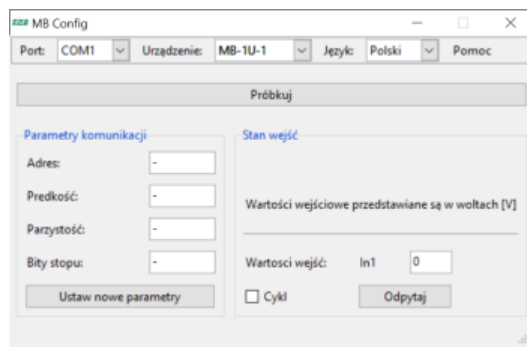 MB Config
Port: COM1 Urządzenie: MB-1U-1 Język: Polski Pomoc
Próbkuj
Parametry komunikacji
Adres: -
Predkość: -
Parzystość: -
Bity stopu: -
Ustaw nowe parametry
Stan wejść
Wartości wejściowe przedstawiane są w woltach [V]
Wartosci wejść: In1 0
Cykl Odpytaj